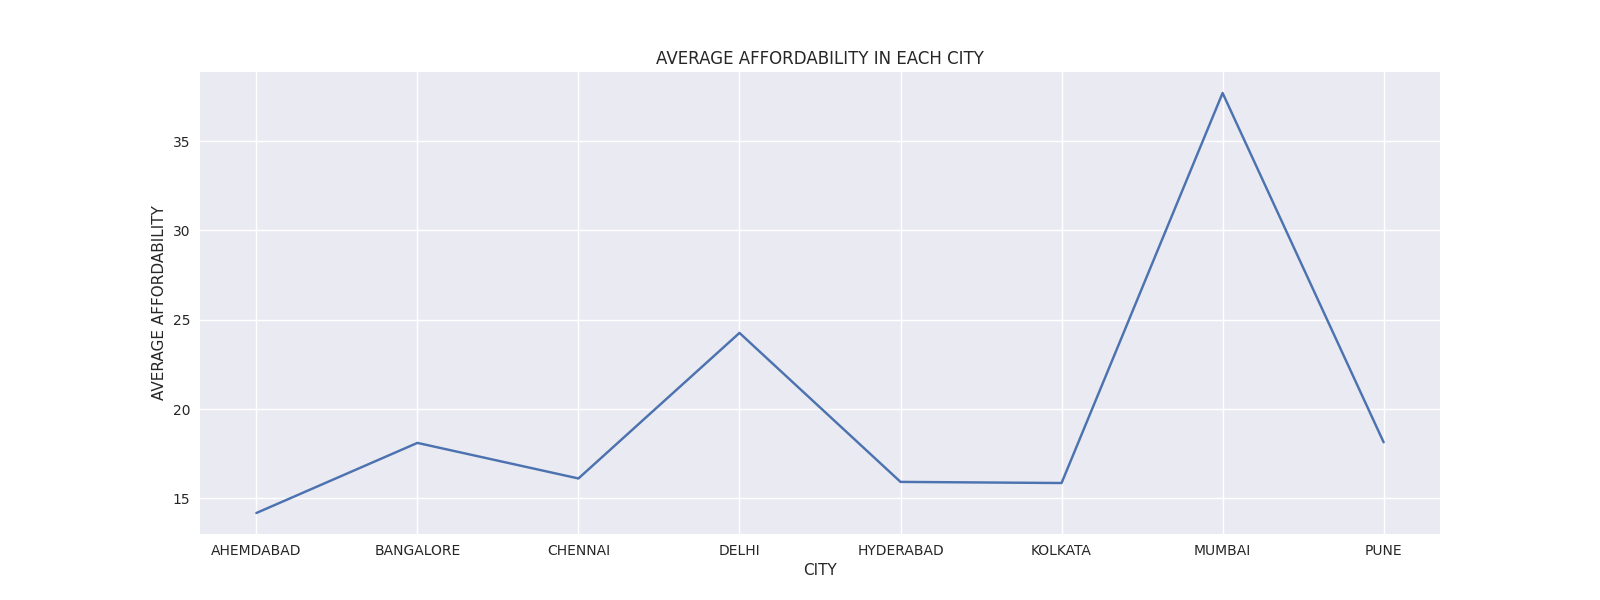 AVERAGE AFFORDABILITY IN EACH CITY
AVERAGE AFFORDABILITY
35
30
25
20
15
AHEMDABAD BANGALORE CHENNAI DELHI HYDERABAD KOLKATA MUMBAI PUNE
CITY